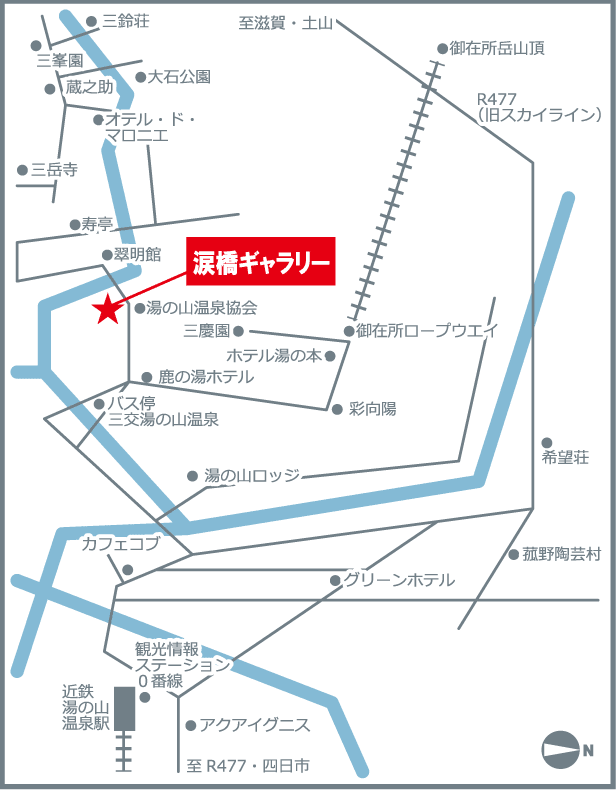 三鈴荘
至滋賀・土山
三峯園
御在所岳山頂
蔵之助
大石公園
R477
（旧スカイライン）
オテル・ド・
マロニエ
三岳寺
寿亭
翠明館
涙橋ギャラリー
湯の山温泉協会
三慶園
御在所ロープウエイ
ホテル湯の本
鹿の湯ホテル
バス停
三交湯の山温泉
彩向陽
希望荘
湯の山ロッジ
カフェコブ
菰野陶芸村
グリーンホテル
観光情報
ステーション
0番線
近鉄
湯の山
温泉駅
アクアイグニス
至R477・四日市
N